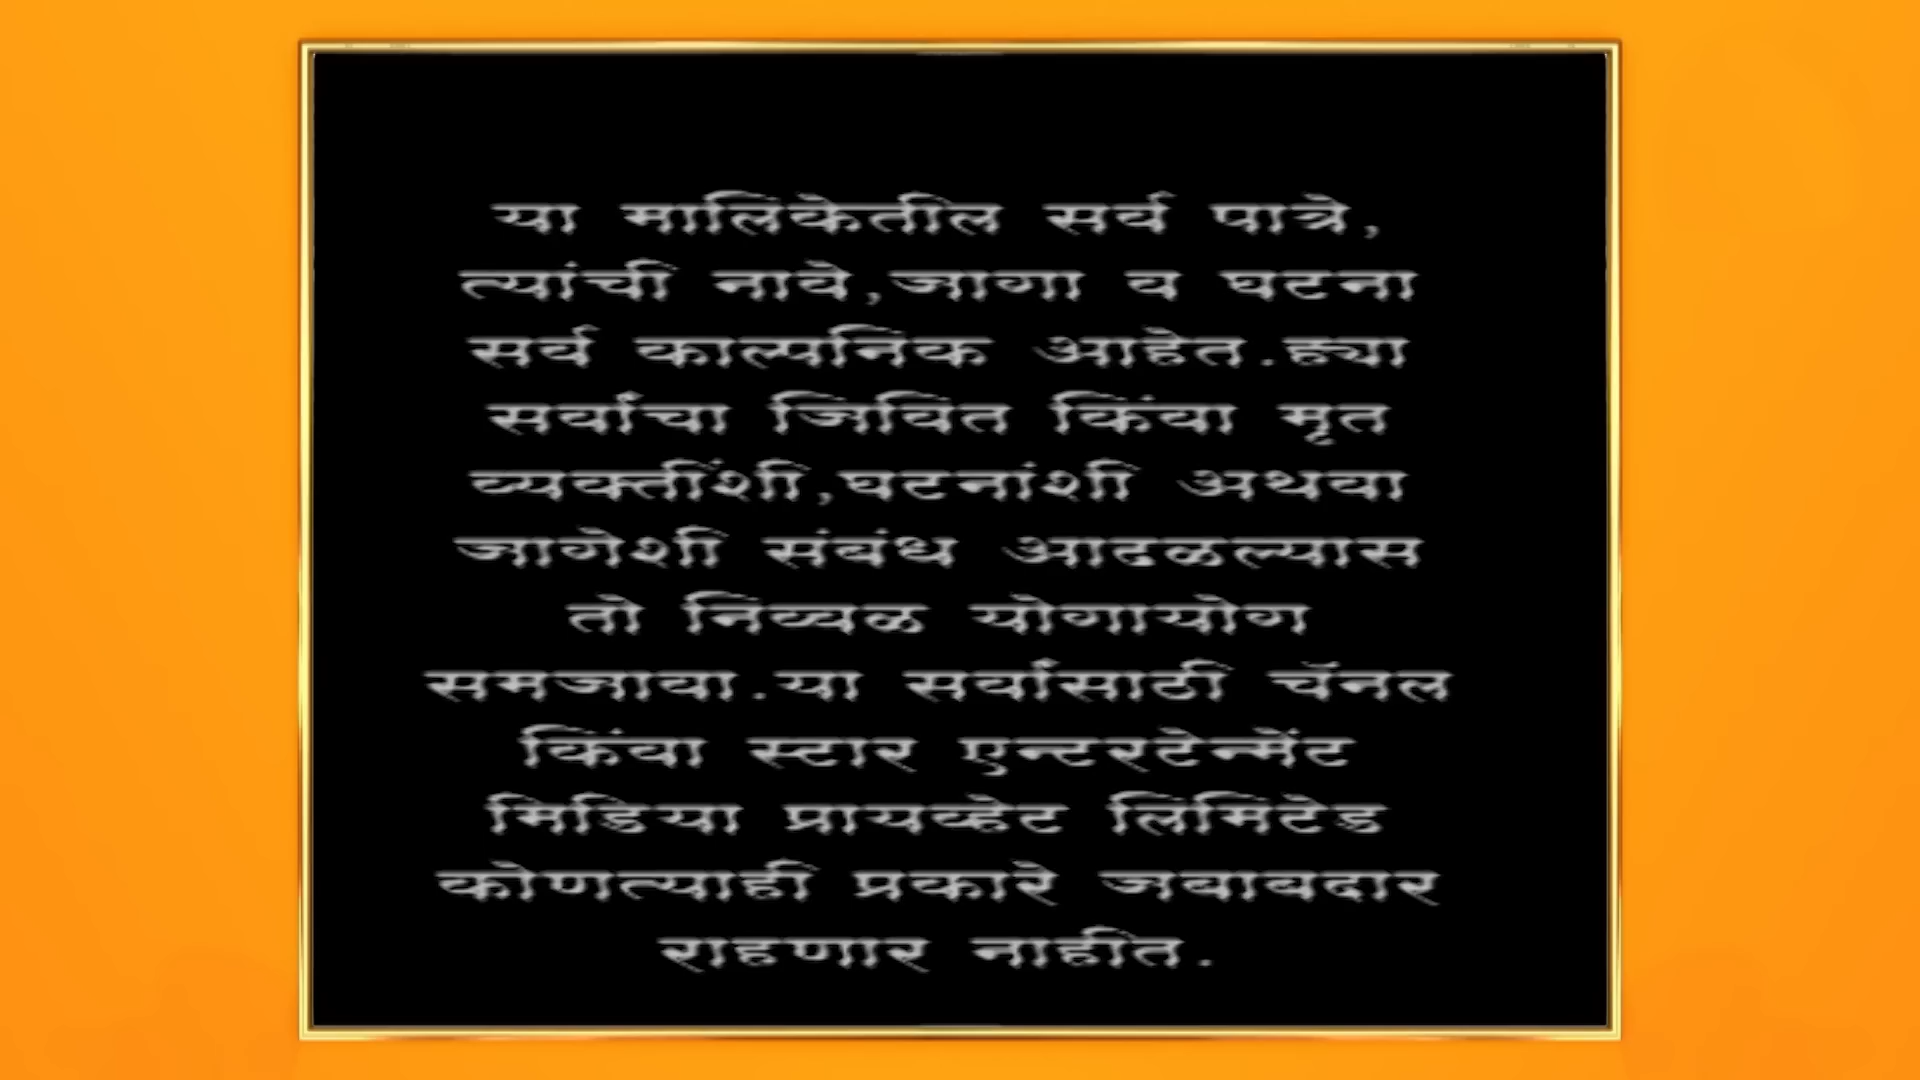 या मालिकेतील सर्व पात्रे,
त्यांची नावे,जागा व घटना
सर्व काल्पनिक आहेत.ह्या
सर्वांचा जिवित किंवा मृत
व्यक्तींशी,घटनांशी अथवा
जागेशी संबंध आढळल्यास
तो निव्वळ योगायोग
समजावा.या सर्वांसाठी चॅनल
किंवा स्टार एन्टरटेन्मेंट
मिडिया प्रायव्हेट लिमिटेड
कोणत्याही प्रकारे जबाबदार
राहणार नाहीत.